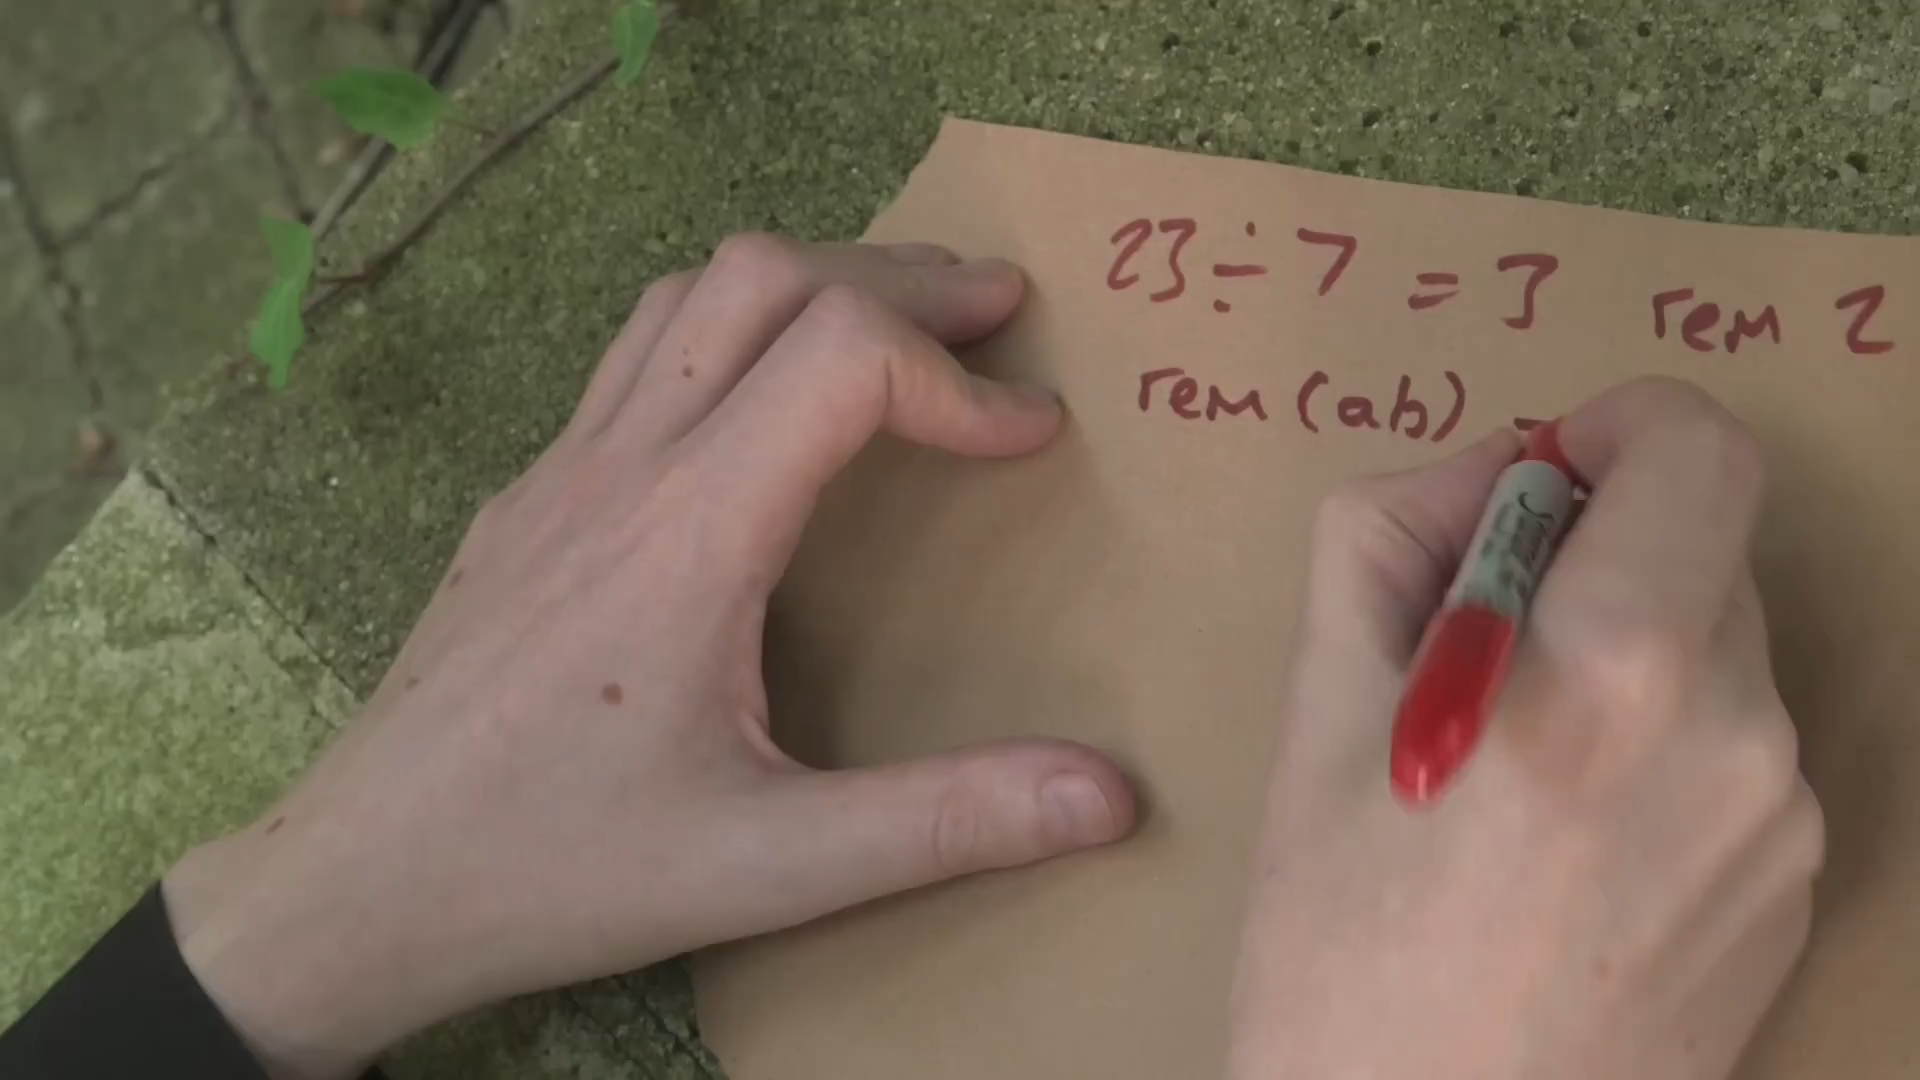 23 ÷ 7 = 3 rem 2
rem (ab) =